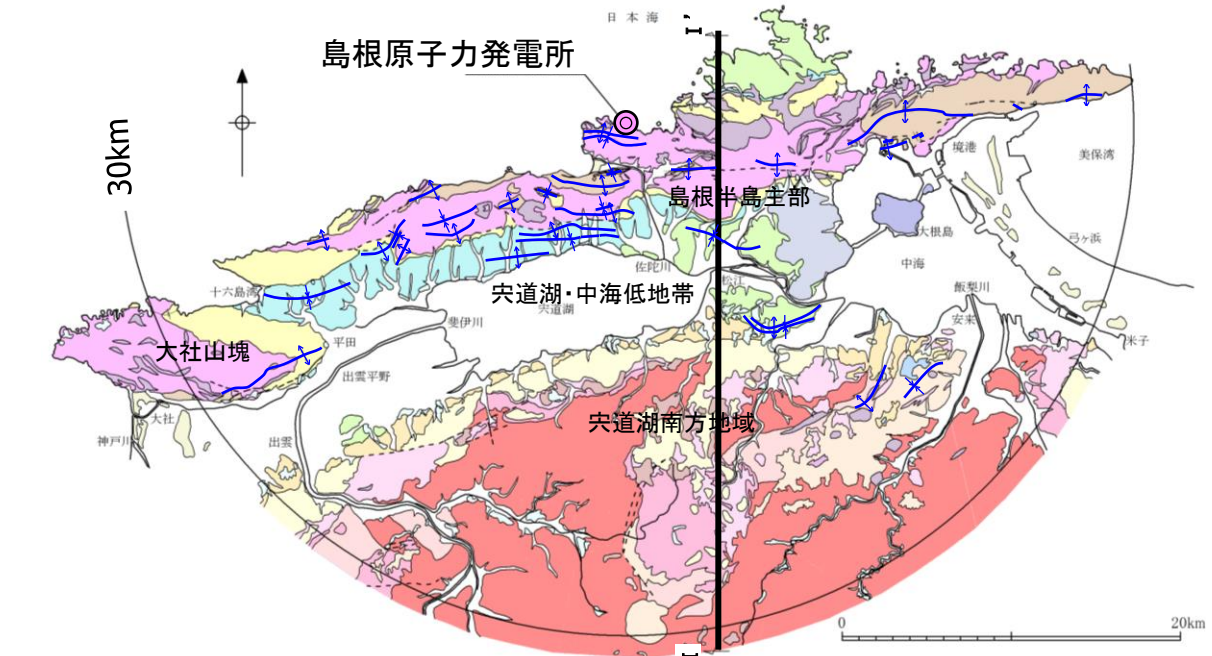 日本海
I'
島根原子力発電所
30km
境港
美保湾
島根半島主部
大根島
弓ヶ浜
佐陀川
中海
十六島湾
松江
飯梨川
宍道湖・中海低地帯
宍道湖
斐伊川
安来
米子
大社山塊
平田
出雲平野
大社
宍道湖南方地域
神戸川
出雲
0
20km
I